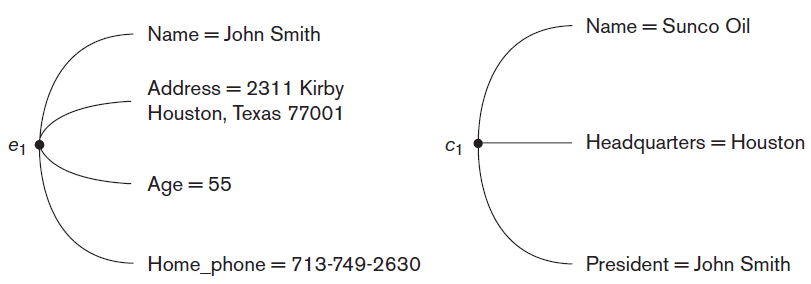 e1
Name = John Smith
Address = 2311 Kirby
Houston, Texas 77001
Age = 55
Home_phone = 713-749-2630
c1
Name = Sunco Oil
Headquarters = Houston
President = John Smith